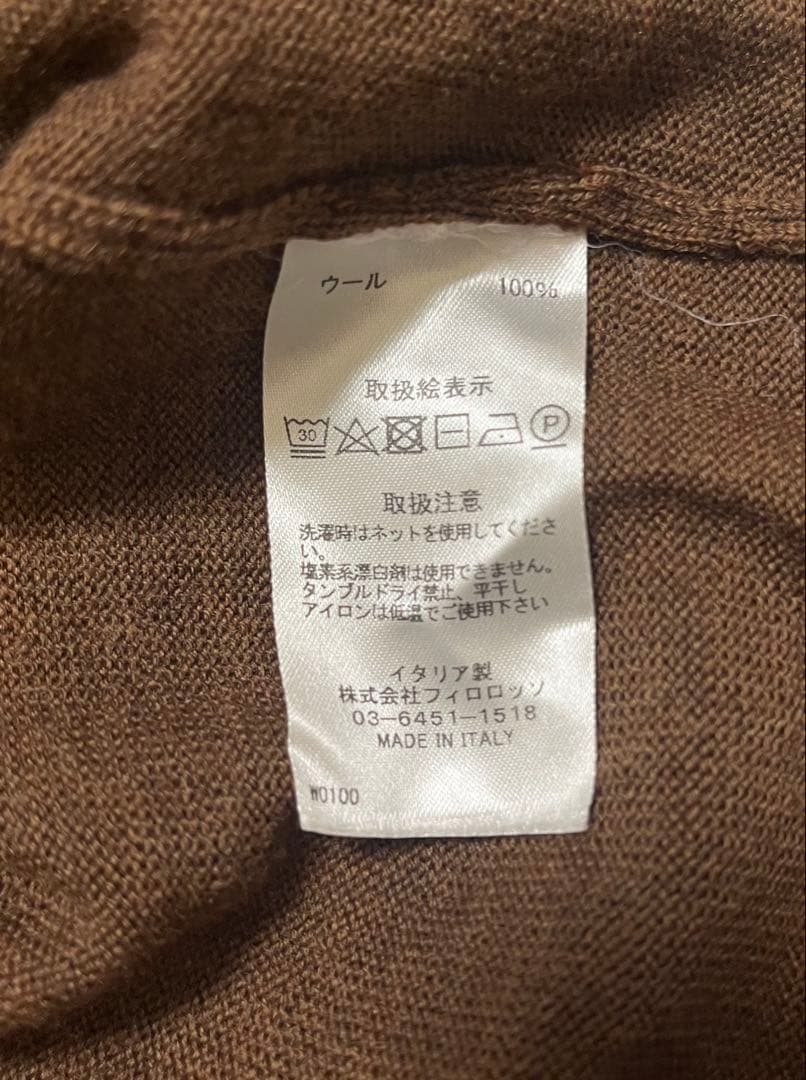 ウール 100%
取扱絵表示
30 P
取扱注意
洗濯時はネットを使用してくださ
い。
塩素系漂白剤は使用できません。
タンブルドライ禁止、平干し
アイロンは低温でご使用下さい
イタリア製
株式会社フィロロッソ
03-6451-1518
MADE IN ITALY
W0100